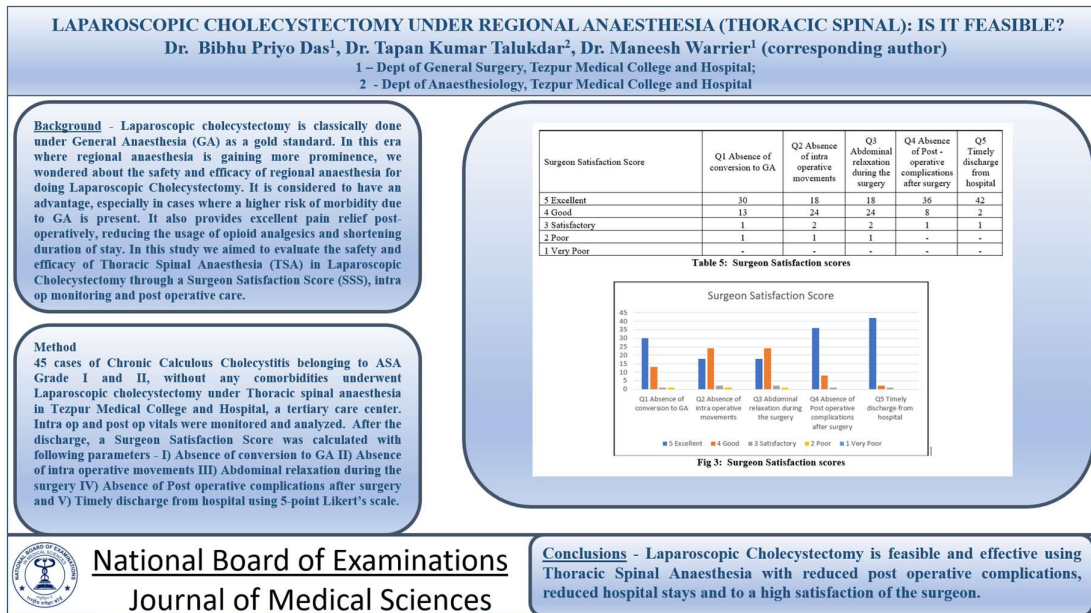 LAPAROSCOPIC CHOLECYSTECTOMY UNDER REGIONAL ANAESTHESIA (THORACIC SPINAL): IS IT FEASIBLE?
Dr. Bibhu Priyo Das1, Dr. Tapan Kumar Talukdar2, Dr. Maneesh Warrier1 (corresponding author)
1 – Dept of General Surgery, Tezpur Medical College and Hospital;
2 - Dept of Anaesthesiology, Tezpur Medical College and Hospital
Background - Laparoscopic cholecystectomy is classically done
under General Anaesthesia (GA) as a gold standard. In this era
where regional anaesthesia is gaining more prominence, we
wondered about the safety and efficacy of regional anaesthesia for
doing Laparoscopic Cholecystectomy. It is considered to have an
advantage, especially in cases where a higher risk of morbidity due
to GA is present. It also provides excellent pain relief post-
operatively, reducing the usage of opioid analgesics and shortening
duration of stay. In this study we aimed to evaluate the safety and
efficacy of Thoracic Spinal Anaesthesia (TSA) in Laparoscopic
Cholecystectomy through a Surgeon Satisfaction Score (SSS), intra
op monitoring and post operative care.
Method
45 cases of Chronic Calculous Cholecystitis belonging to ASA
Grade I and II, without any comorbidities underwent
Laparoscopic cholecystectomy under Thoracic spinal anaesthesia
in Tezpur Medical College and Hospital, a tertiary care center.
Intra op and post op vitals were monitored and analyzed. After the
discharge, a Surgeon Satisfaction Score was calculated with
following parameters - I) Absence of conversion to GA II) Absence
of intra operative movements III) Abdominal relaxation during the
surgery IV) Absence of Post operative complications after surgery
and V) Timely discharge from hospital using 5-point Likert's scale.
Surgeon Satisfaction Score
Q1 Absence of
conversion to GA
Q2 Absence
of intra
operative
movements
Q3
Abdominal
relaxation
during the
surgery
Q4 Absence
of Post -
operative
complications
after surgery
Q5
Timely
discharge
from
hospital
5 Excellent 30 18 18 36 42
4 Good 13 24 24 8 2
3 Satisfactory 1 2 2 1 1
2 Poor 1 1 1 - -
1 Very Poor - - - - -
Table 5: Surgeon Satisfaction scores
Surgeon Satisfaction Score
45
40
35
30
25
20
15
10
5
0
Q1 Absence of
conversion to GA
Q2 Absence of
intra operative
movements
Q3 Abdominal
relaxation during the
surgery
Q4 Absence of
Post operative
complications
after surgery
Q5 Timely
discharge from
hospital
5 Excellent 4 Good 3 Satisfactory 2 Poor 1 Very Poor
Fig 3: Surgeon Satisfaction scores
National Board of Examinations
Journal of Medical Sciences
Conclusions - Laparoscopic Cholecystectomy is feasible and effective using
Thoracic Spinal Anaesthesia with reduced post operative complications,
reduced hospital stays and to a high satisfaction of the surgeon.